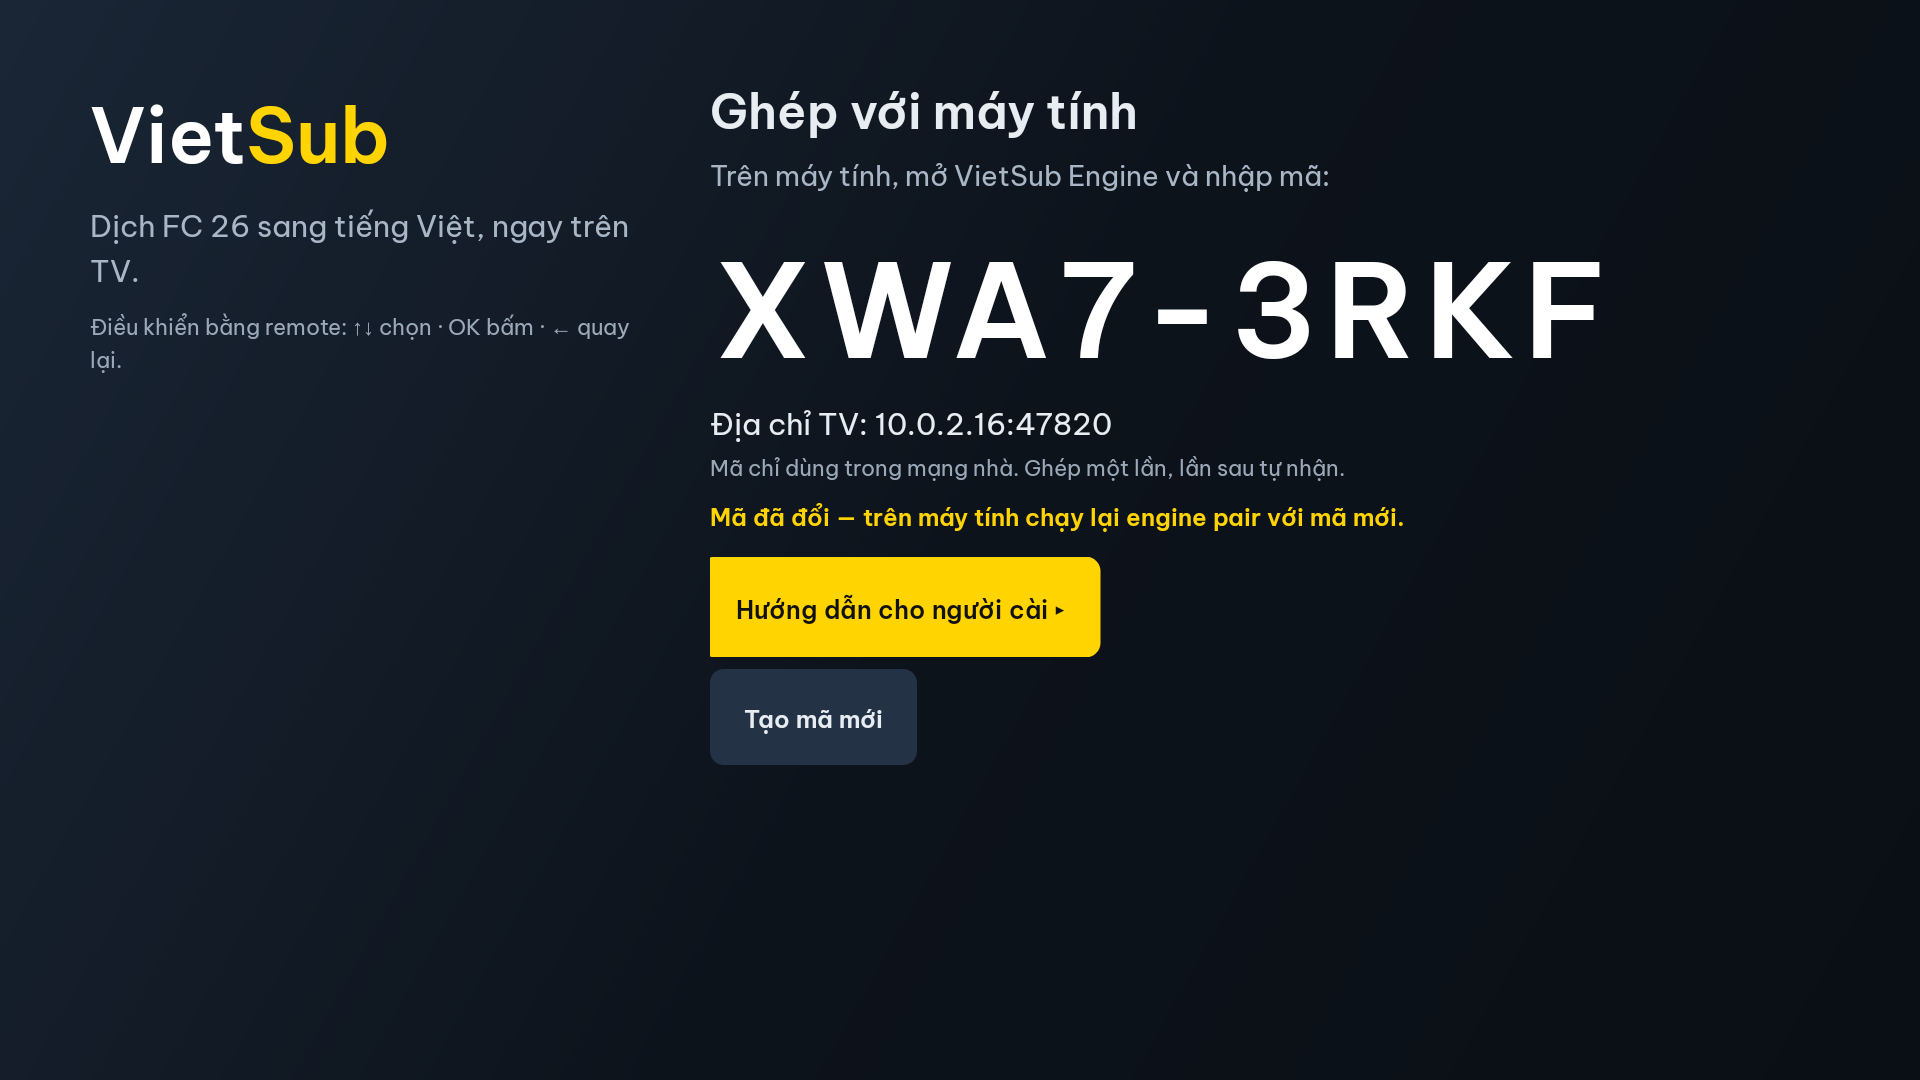 VietSub
Dịch FC 26 sang tiếng Việt, ngay trên
TV.
Điều khiển bằng remote: ↑↓ chọn · OK bấm · ← quay
lại.
Ghép với máy tính
Trên máy tính, mở VietSub Engine và nhập mã:
XWA7-3RKF
Địa chỉ TV: 10.0.2.16:47820
Mã chỉ dùng trong mạng nhà. Ghép một lần, lần sau tự nhận.
Mã đã đổi — trên máy tính chạy lại engine pair với mã mới.
Hướng dẫn cho người cài ▸
Tạo mã mới